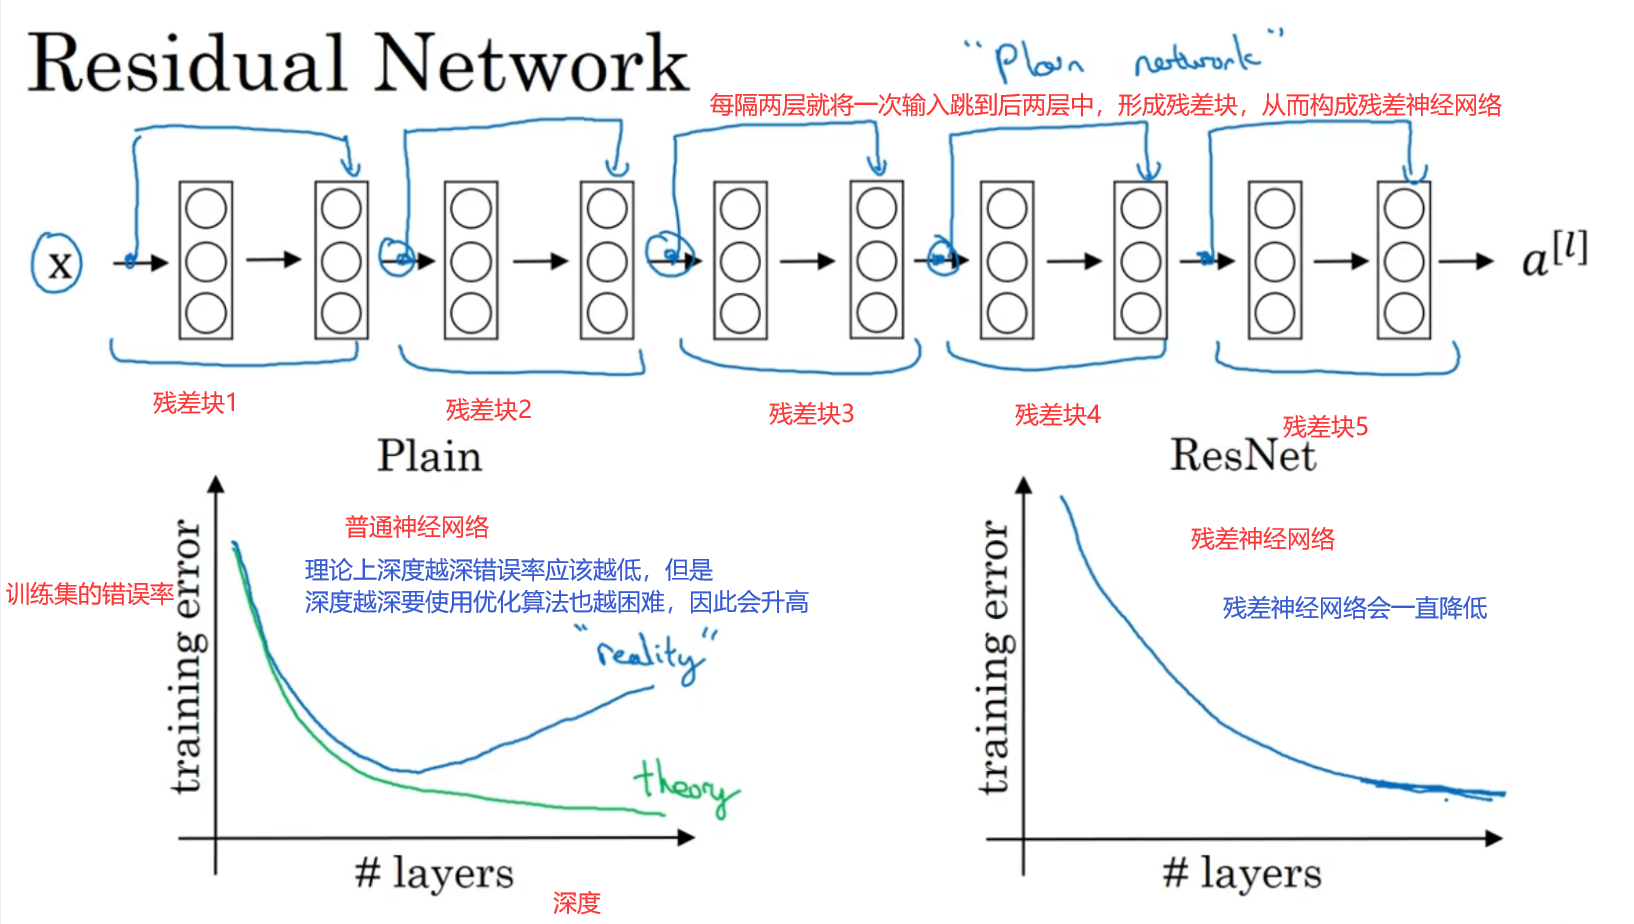 Residual Network
"Plain network"
每隔两层就将一次输入跳到后两层中，形成残差块，从而构成残差神经网络
x
a[l]
残差块1
残差块2
残差块3
残差块4
残差块5
Plain
ResNet
普通神经网络
理论上深度越深错误率应该越低，但是
深度越深要使用优化算法也越困难，因此会升高
训练集的错误率
training error
"reality"
theory
# layers
深度
残差神经网络
残差神经网络会一直降低
training error
# layers